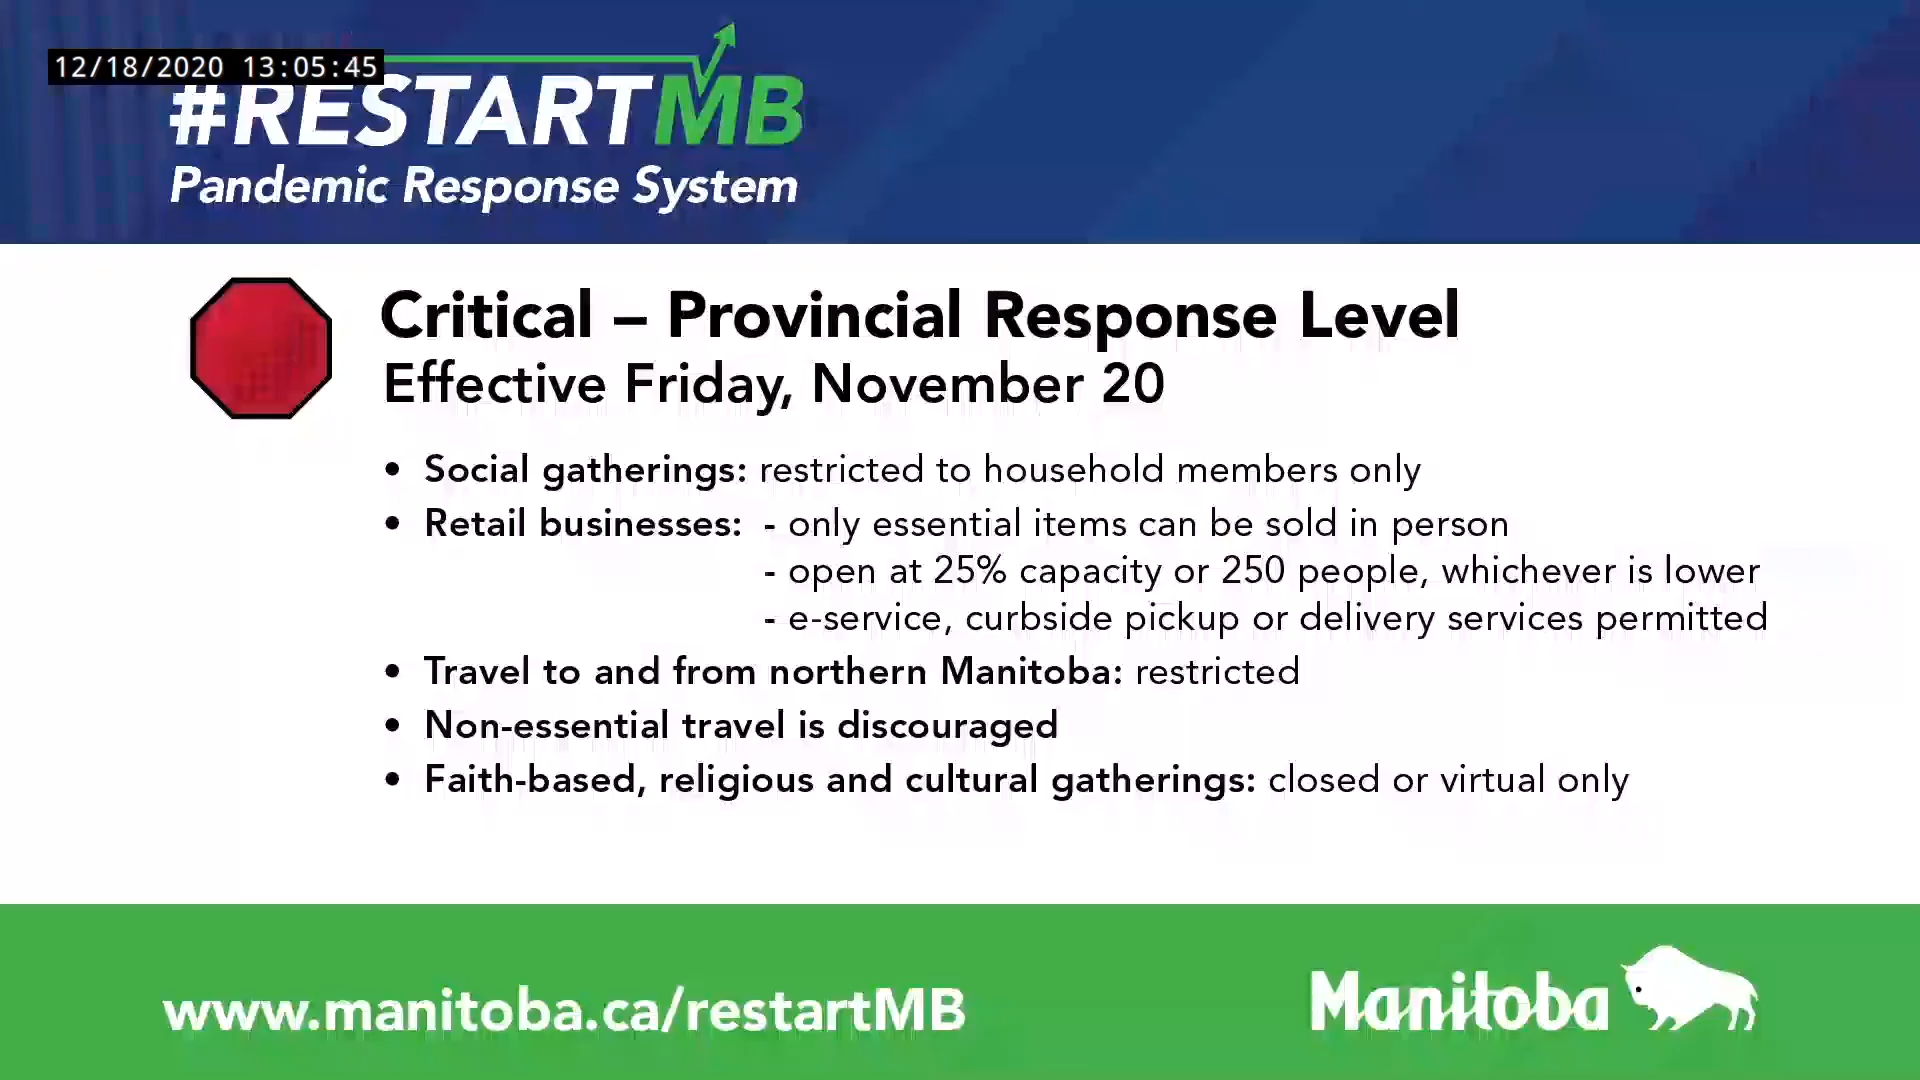 12/18/2020 13:05:45
#RESTARTMB
Pandemic Response System
Critical – Provincial Response Level
Effective Friday, November 20
• Social gatherings: restricted to household members only
• Retail businesses: - only essential items can be sold in person
- open at 25% capacity or 250 people, whichever is lower
- e-service, curbside pickup or delivery services permitted
• Travel to and from northern Manitoba: restricted
• Non-essential travel is discouraged
• Faith-based, religious and cultural gatherings: closed or virtual only
www.manitoba.ca/restartMB
Manitoba